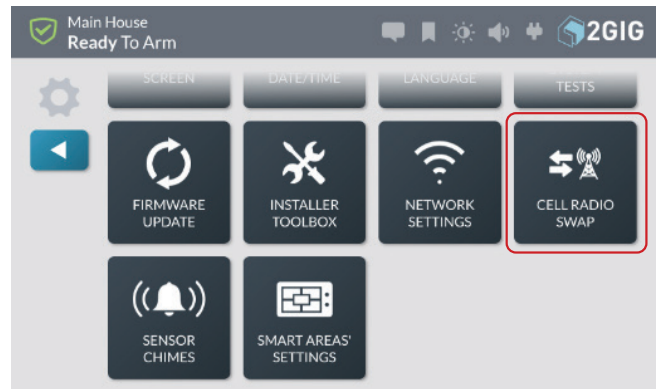 Main House
Ready To Arm
2GIG
SCREEN
DATE/TIME
LANGUAGE
TESTS
FIRMWARE
UPDATE
INSTALLER
TOOLBOX
NETWORK
SETTINGS
CELL RADIO
SWAP
SENSOR
CHIMES
SMART AREAS'
SETTINGS